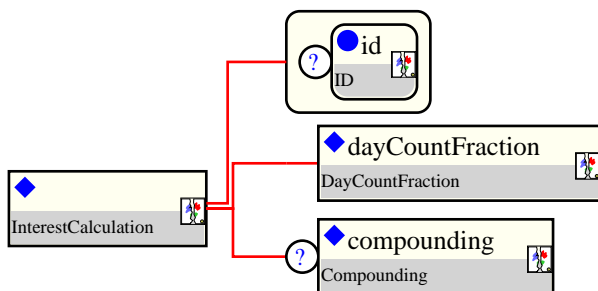 ? id
ID
dayCountFraction
DayCountFraction
InterestCalculation
? compounding
Compounding